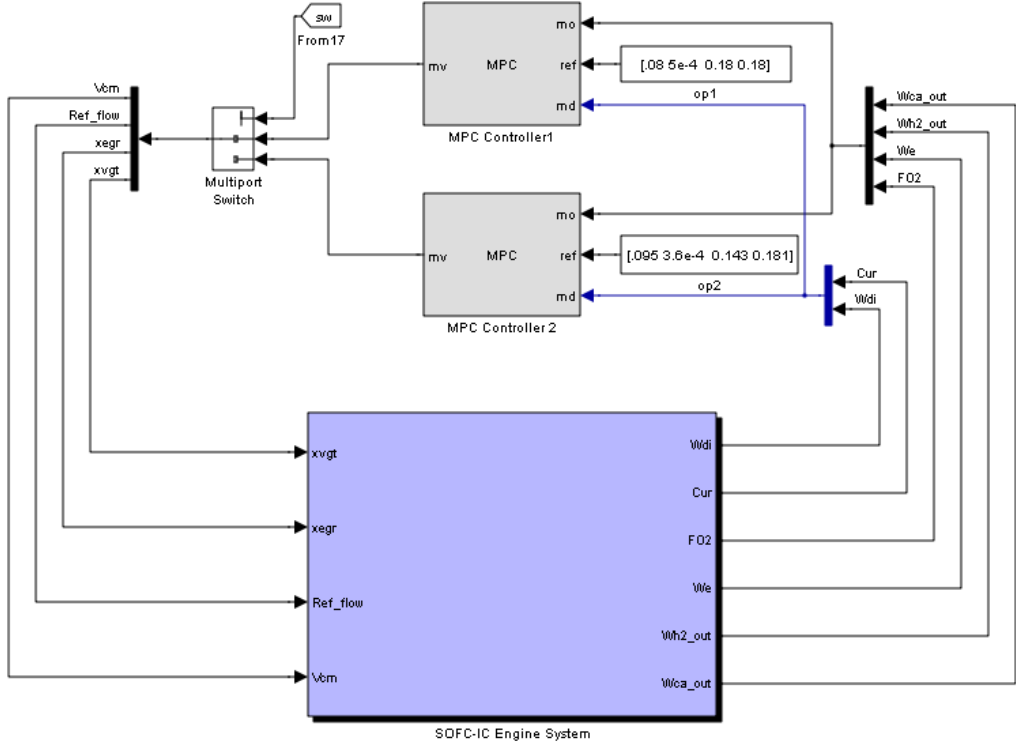 sw
From17
mo
mv
MPC
ref
[.08 5e-4 0.18 0.18]
md
op1
MPC Controller1
Vcm
Ref_flow
xegr
xvgt
Multiport
Switch
Wca_out
Wh2_out
We
FO2
mo
mv
MPC
ref
[.095 3.6e-4 0.143 0.181]
md
op2
MPC Controller 2
Cur
Wdi
xvgt
xegr
Ref_flow
Vcm
Wdi
Cur
FO2
We
Wh2_out
Wca_out
SOFC-IC Engine System